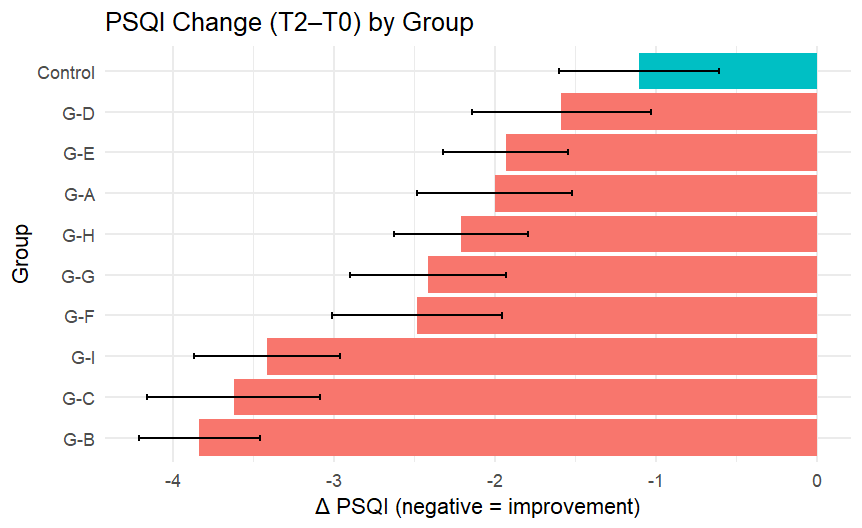 PSQI Change (T2–T0) by Group
Group
Control
G-D
G-E
G-A
G-H
G-G
G-F
G-I
G-C
G-B
-4 -3 -2 -1 0
Δ PSQI (negative = improvement)